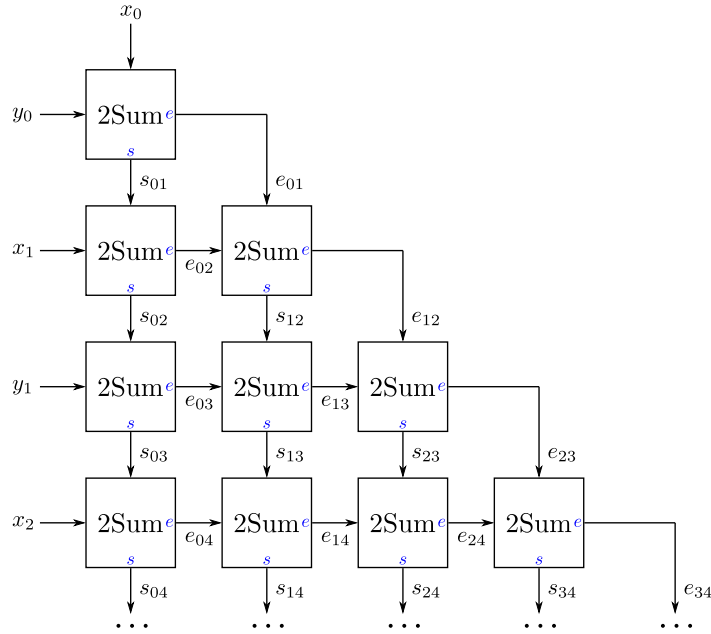 x₀
y₀ 2Sum e
s
s₀₁ e₀₁
x₁ 2Sum e 2Sum e
e₀₂
s s
s₀₂ s₁₂ e₁₂
y₁ 2Sum e 2Sum e 2Sum e
e₀₃ e₁₃
s s s
s₀₃ s₁₃ s₂₃ e₂₃
x₂ 2Sum e 2Sum e 2Sum e 2Sum e
e₀₄ e₁₄ e₂₄
s s s s
s₀₄ s₁₄ s₂₄ s₃₄ e₃₄
... ... ... ... ...